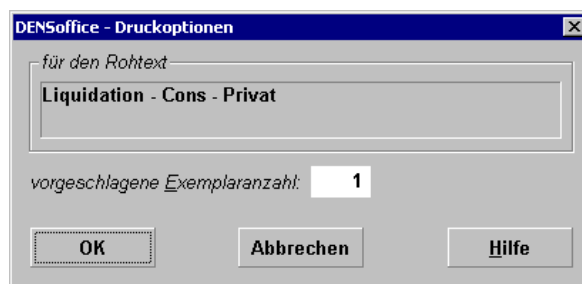 DENSoffice - Druckoptionen
für den Rohtext
Liquidation - Cons - Privat
vorgeschlagene Exemplaranzahl: 1
OK Abbrechen Hilfe